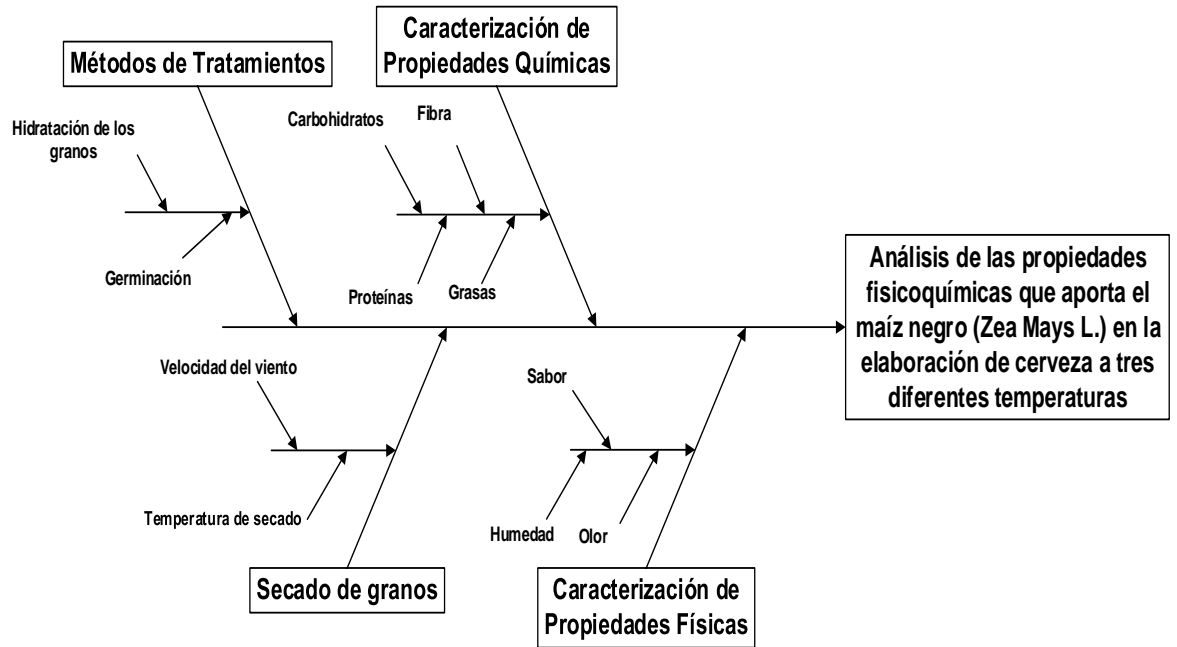 Caracterización de
Propiedades Químicas
Métodos de Tratamientos
Hidratación de los
granos
Germinación
Carbohidratos
Fibra
Proteínas
Grasas
Análisis de las propiedades
fisicoquímicas que aporta el
maíz negro (Zea Mays L.) en la
elaboración de cerveza a tres
diferentes temperaturas
Velocidad del viento
Temperatura de secado
Sabor
Humedad
Olor
Secado de granos
Caracterización de
Propiedades Físicas